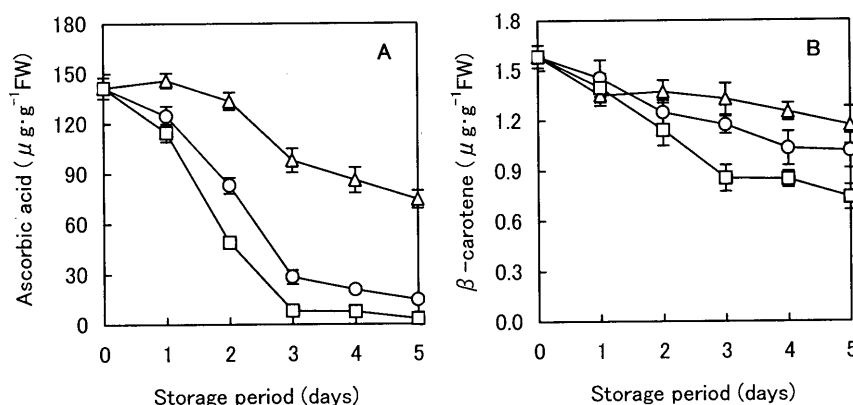 A
Ascorbic acid (μg·g⁻¹FW)
180
150
120
90
60
30
0
0 1 2 3 4 5
Storage period (days)
B
β-carotene (μg·g⁻¹FW)
1.8
1.5
1.2
0.9
0.6
0.3
0.0
0 1 2 3 4 5
Storage period (days)